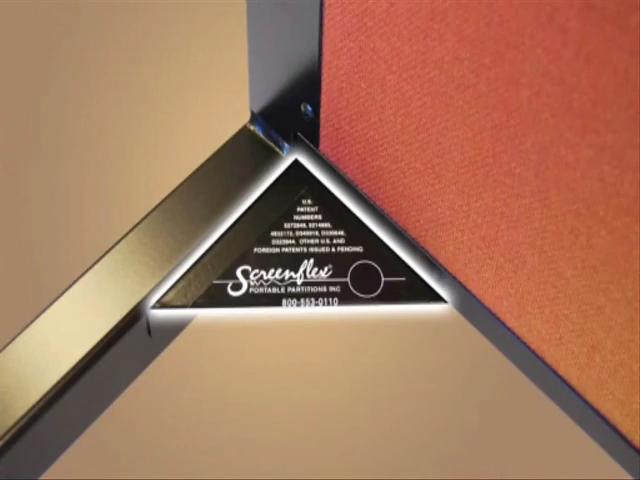 U.S.
PATENT
NUMBERS
OTHER U.S. AND
FOREIGN PATENTS ISSUED & PENDING
Screenflex®
PORTABLE PARTITIONS INC
800-553-0110